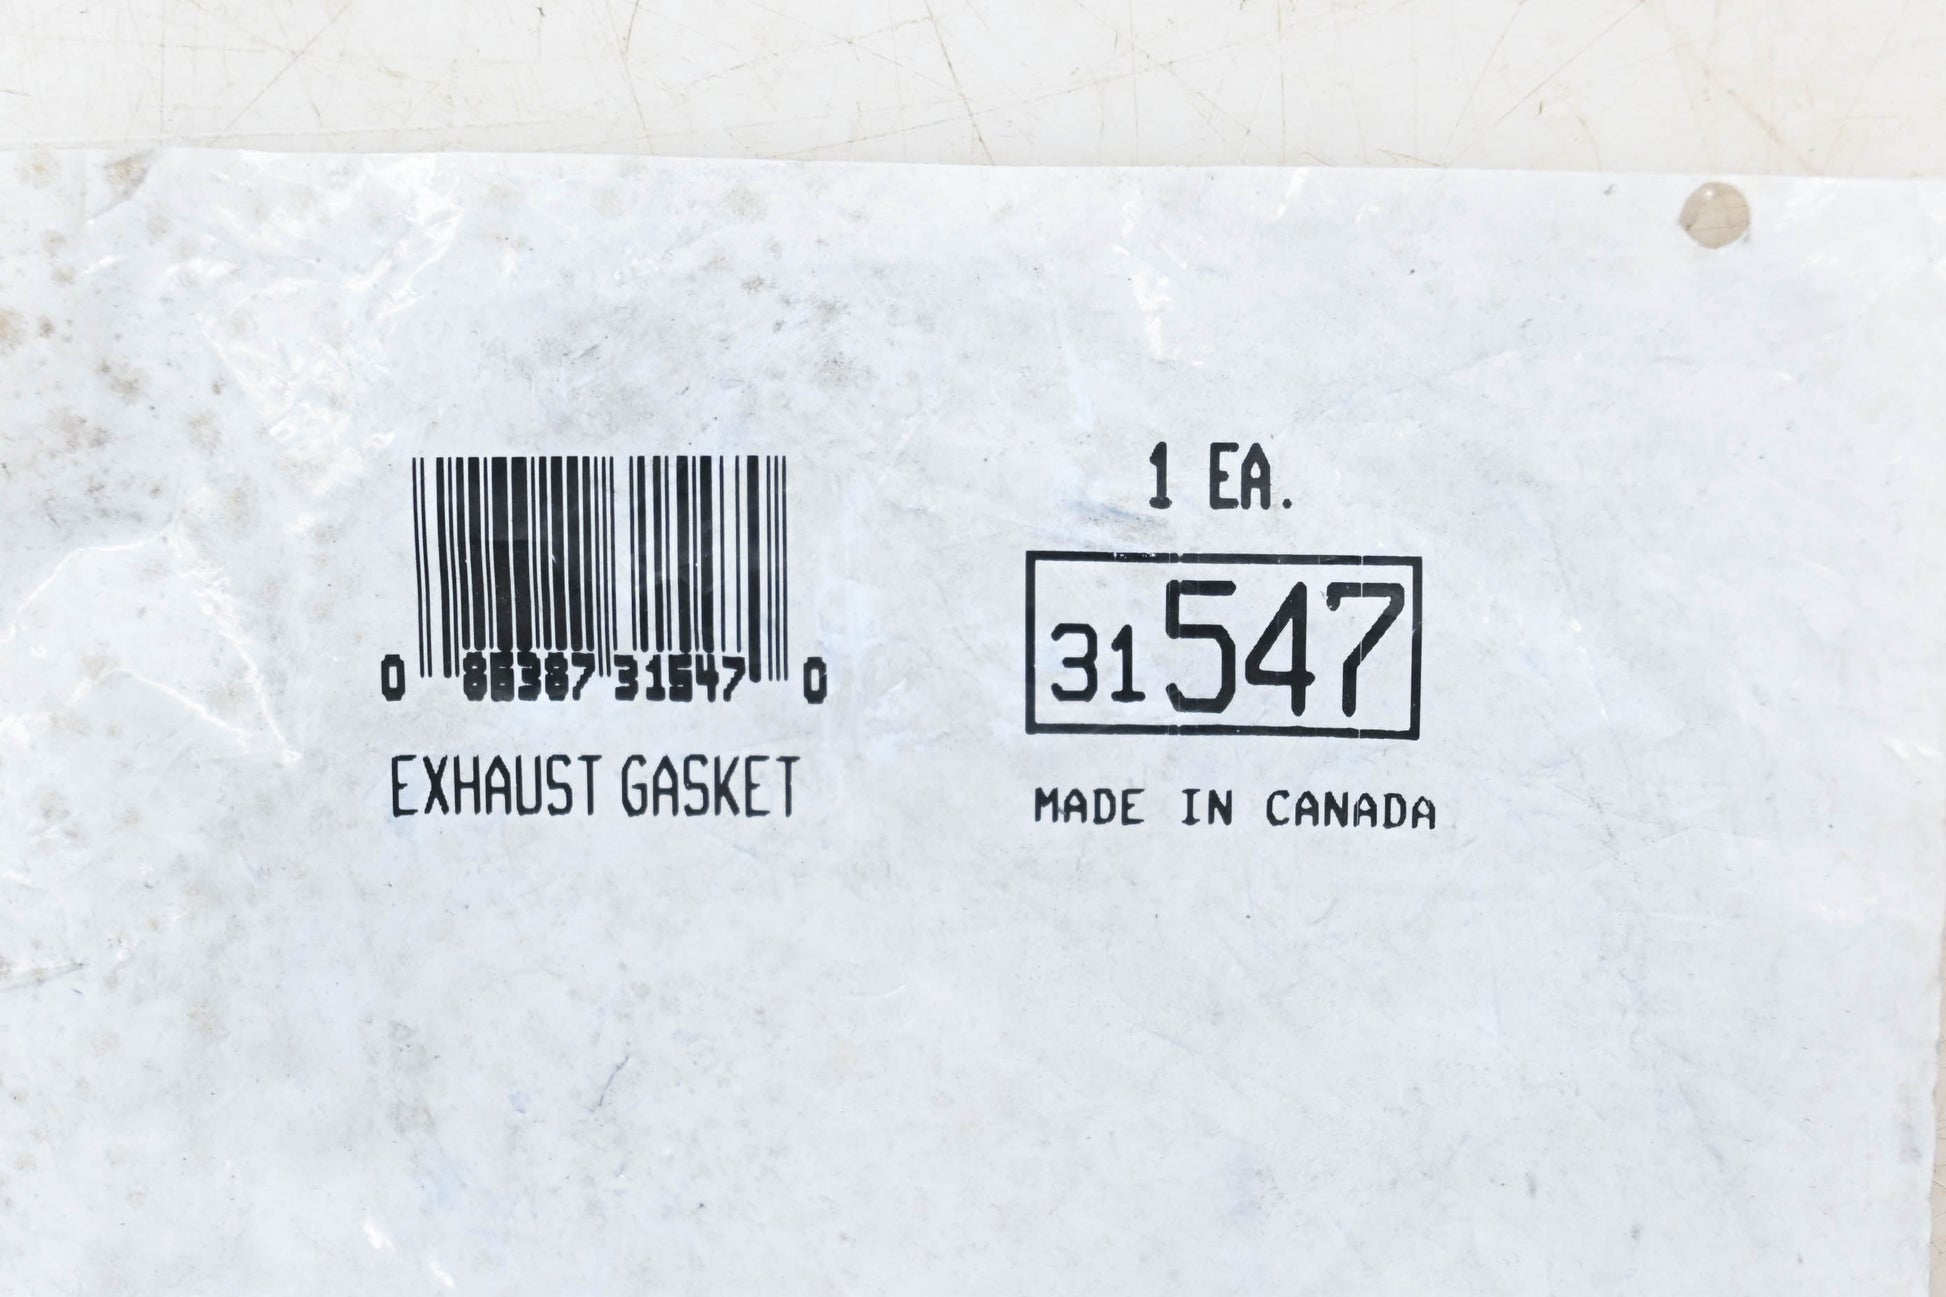 1 EA.
0 86387 31547 0
31547
EXHAUST GASKET
MADE IN CANADA